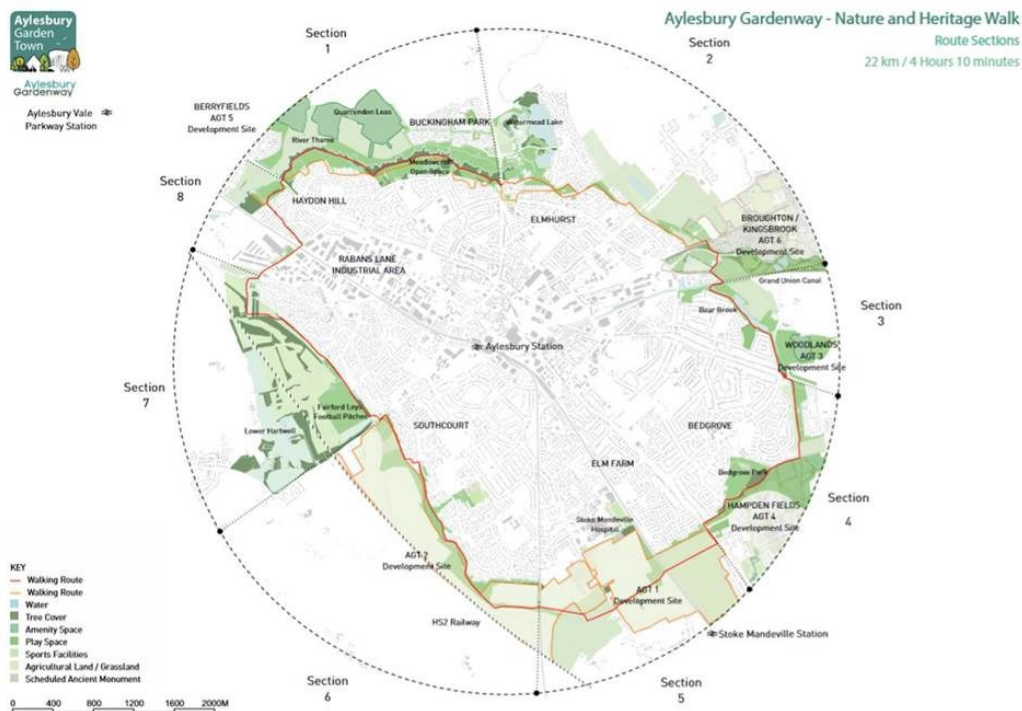 Aylesbury
Garden
Town
Aylesbury
Gardenway
Aylesbury Gardenway - Nature and Heritage Walk
Route Sections
22 km / 4 Hours 10 minutes
Section
1
Section
2
Aylesbury Vale
Parkway Station
BERRYFIELDS
AGT 5
Development Site
Quarrendon Leas
BUCKINGHAM PARK
Watermead Lake
River Thame
Meadowcroft
Open Space
Section
8
HAYDON HILL
ELMHURST
BROUGHTON /
KINGSBROOK
AGT 6
Development Site
RABANS LANE
INDUSTRIAL AREA
Grand Union Canal
Bear Brook
Section
3
Aylesbury Station
WOODLANDS
AGT 3
Development Site
Section
7
Fairford Leys
Football Pitches
Lower Hartwell
SOUTHCOURT
BEDGROVE
ELM FARM
Bedgrove Park
HAMPDEN FIELDS
AGT 4
Development Site
Section
4
Stoke Mandeville
Hospital
AGT 2
Development Site
AGT 1
Development Site
HS2 Railway
Stoke Mandeville Station
Section
6
Section
5
KEY
Walking Route
Walking Route
Water
Tree Cover
Amenity Space
Play Space
Sports Facilities
Agricultural Land / Grassland
Scheduled Ancient Monument
0 400 800 1200 1600 2000M